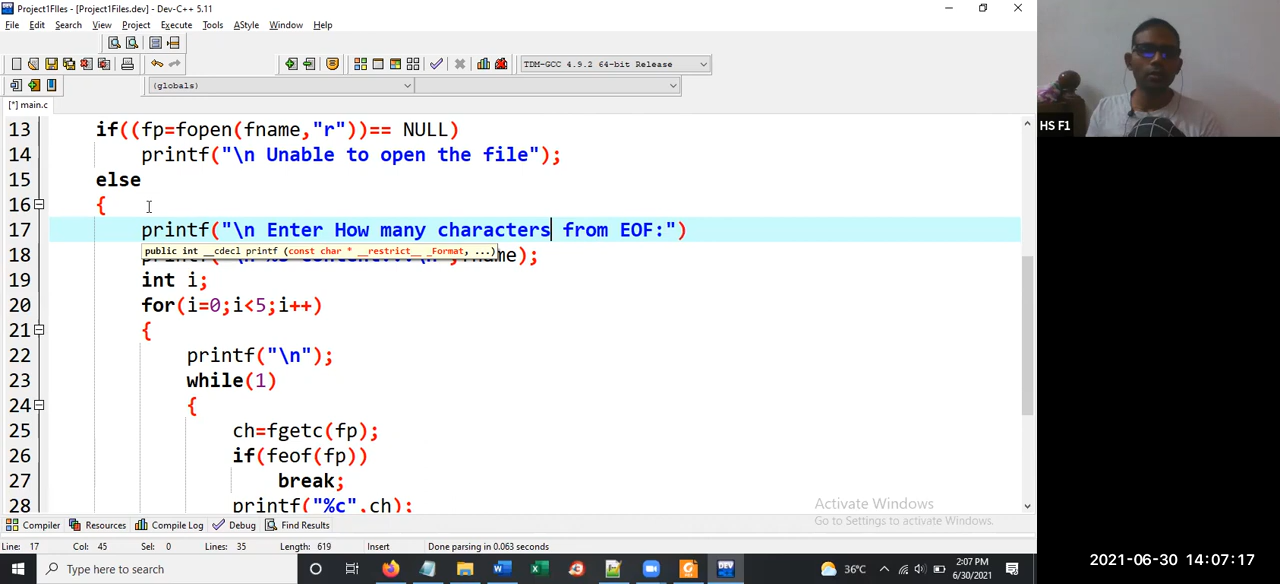 Project1FIles - [Project1Files.dev] - Dev-C++ 5.11
File Edit Search View Project Execute Tools AStyle Window Help
TDM-GCC 4.9.2 64-bit Release
(globals)
[*] main.c
13 if((fp=fopen(fname,"r"))== NULL)
14 printf("\n Unable to open the file");
15 else
16 {
17 printf("\n Enter How many characters from EOF:")
public int __cdecl printf (const char * __restrict__ _Format, ...)
18 me);
19 int i;
20 for(i=0;i<5;i++)
21 {
22 printf("\n");
23 while(1)
24 {
25 ch=fgetc(fp);
26 if(feof(fp))
27 break;
28 printf("%c",ch);
HS F1
Activate Windows
Go to Settings to activate Windows.
Compiler Resources Compile Log Debug Find Results
Line: 17 Col: 45 Sel: 0 Lines: 35 Length: 619 Insert Done parsing in 0.063 seconds
Type here to search
36°C
2:07 PM
6/30/2021
2021-06-30 14:07:17